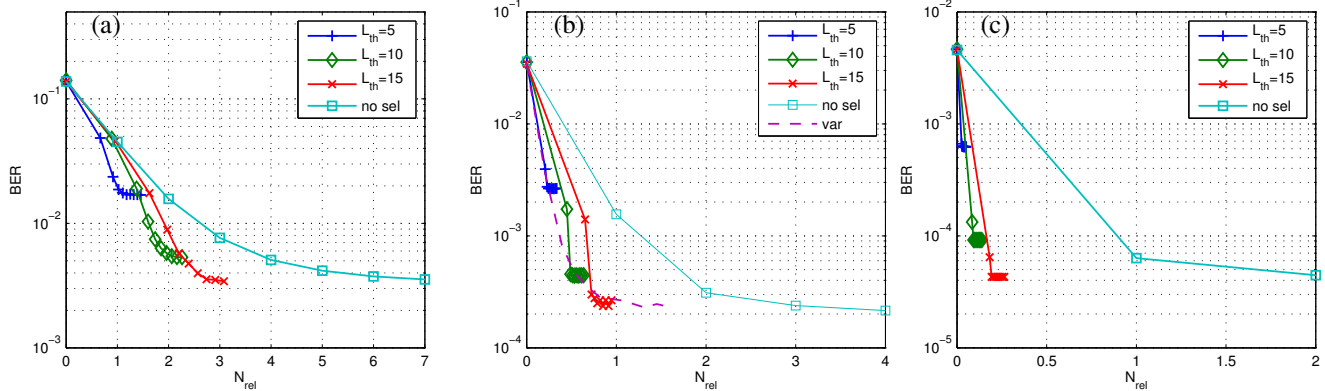 (a)
L_th=5
L_th=10
L_th=15
no sel
10^−1
10^−2
10^−3
BER
0 1 2 3 4 5 6 7
N_rel
(b)
L_th=5
L_th=10
L_th=15
no sel
var
10^−1
10^−2
10^−3
10^−4
BER
0 1 2 3 4
N_rel
(c)
L_th=5
L_th=10
L_th=15
no sel
10^−2
10^−3
10^−4
10^−5
BER
0 0.5 1 1.5 2
N_rel